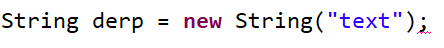 String derp = new String("text");